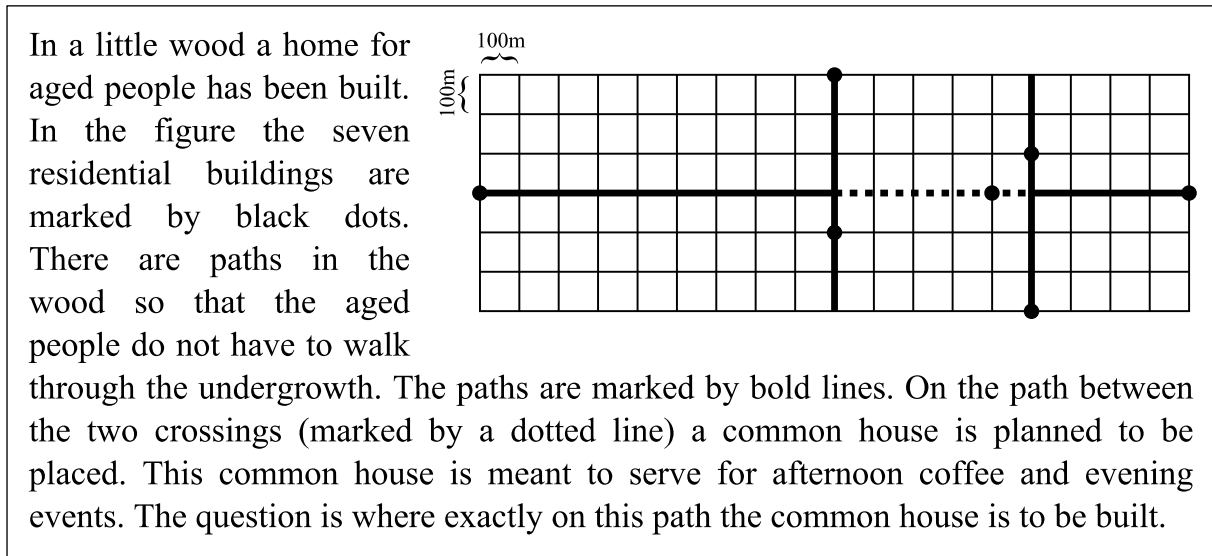 In a little wood a home for
aged people has been built.
In the figure the seven
residential buildings are
marked by black dots.
There are paths in the
wood so that the aged
people do not have to walk
through the undergrowth. The paths are marked by bold lines. On the path between
the two crossings (marked by a dotted line) a common house is planned to be
placed. This common house is meant to serve for afternoon coffee and evening
events. The question is where exactly on this path the common house is to be built.
100m
100m